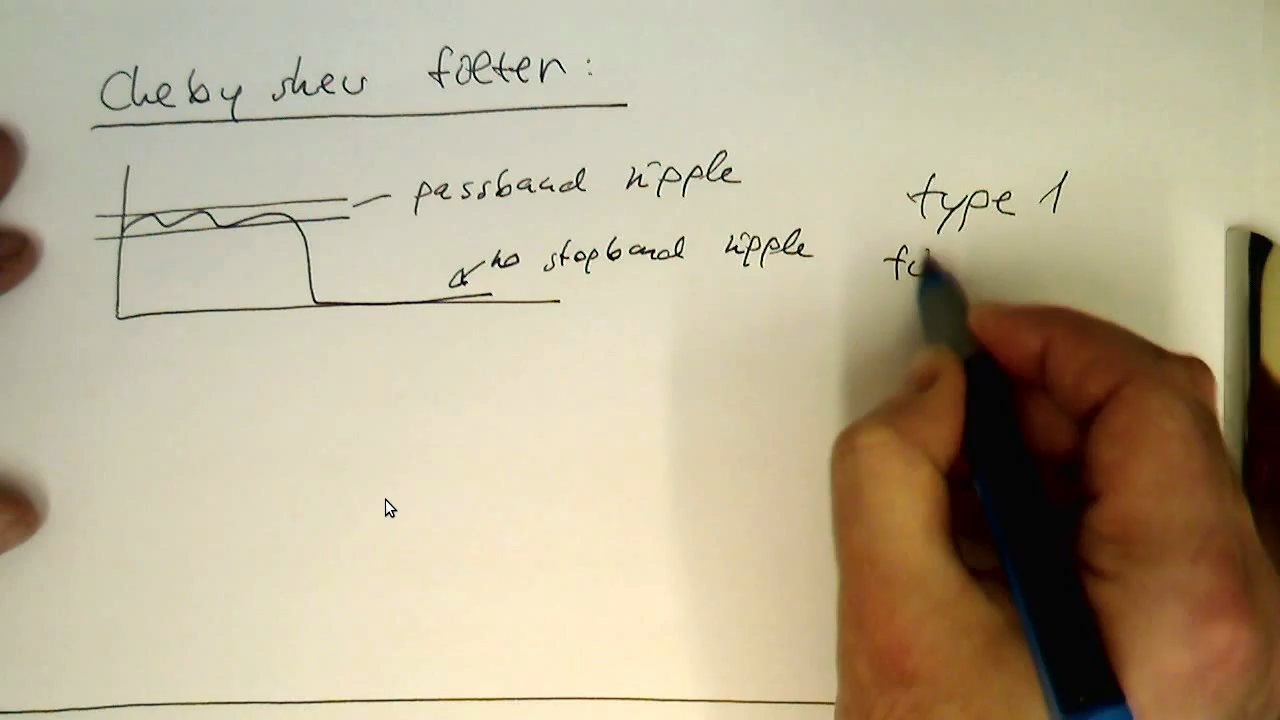 Chebyshev filter:
passband ripple
no stopband ripple
type 1